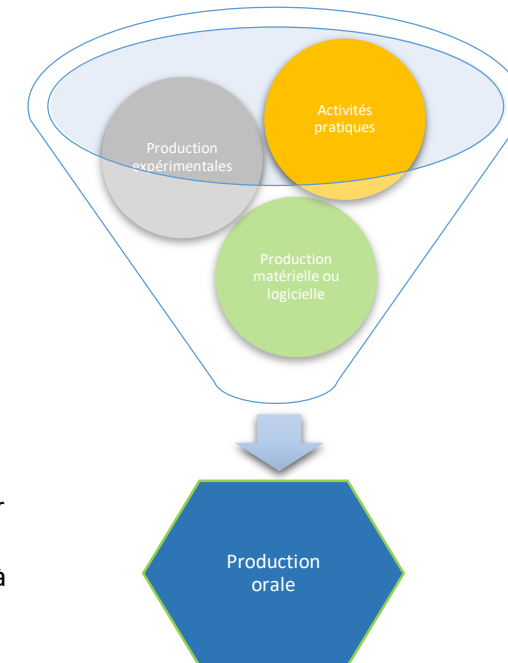 Activités
pratiques
Production
expérimentales
Production
matérielle ou
logicielle
r
à
Production
orale